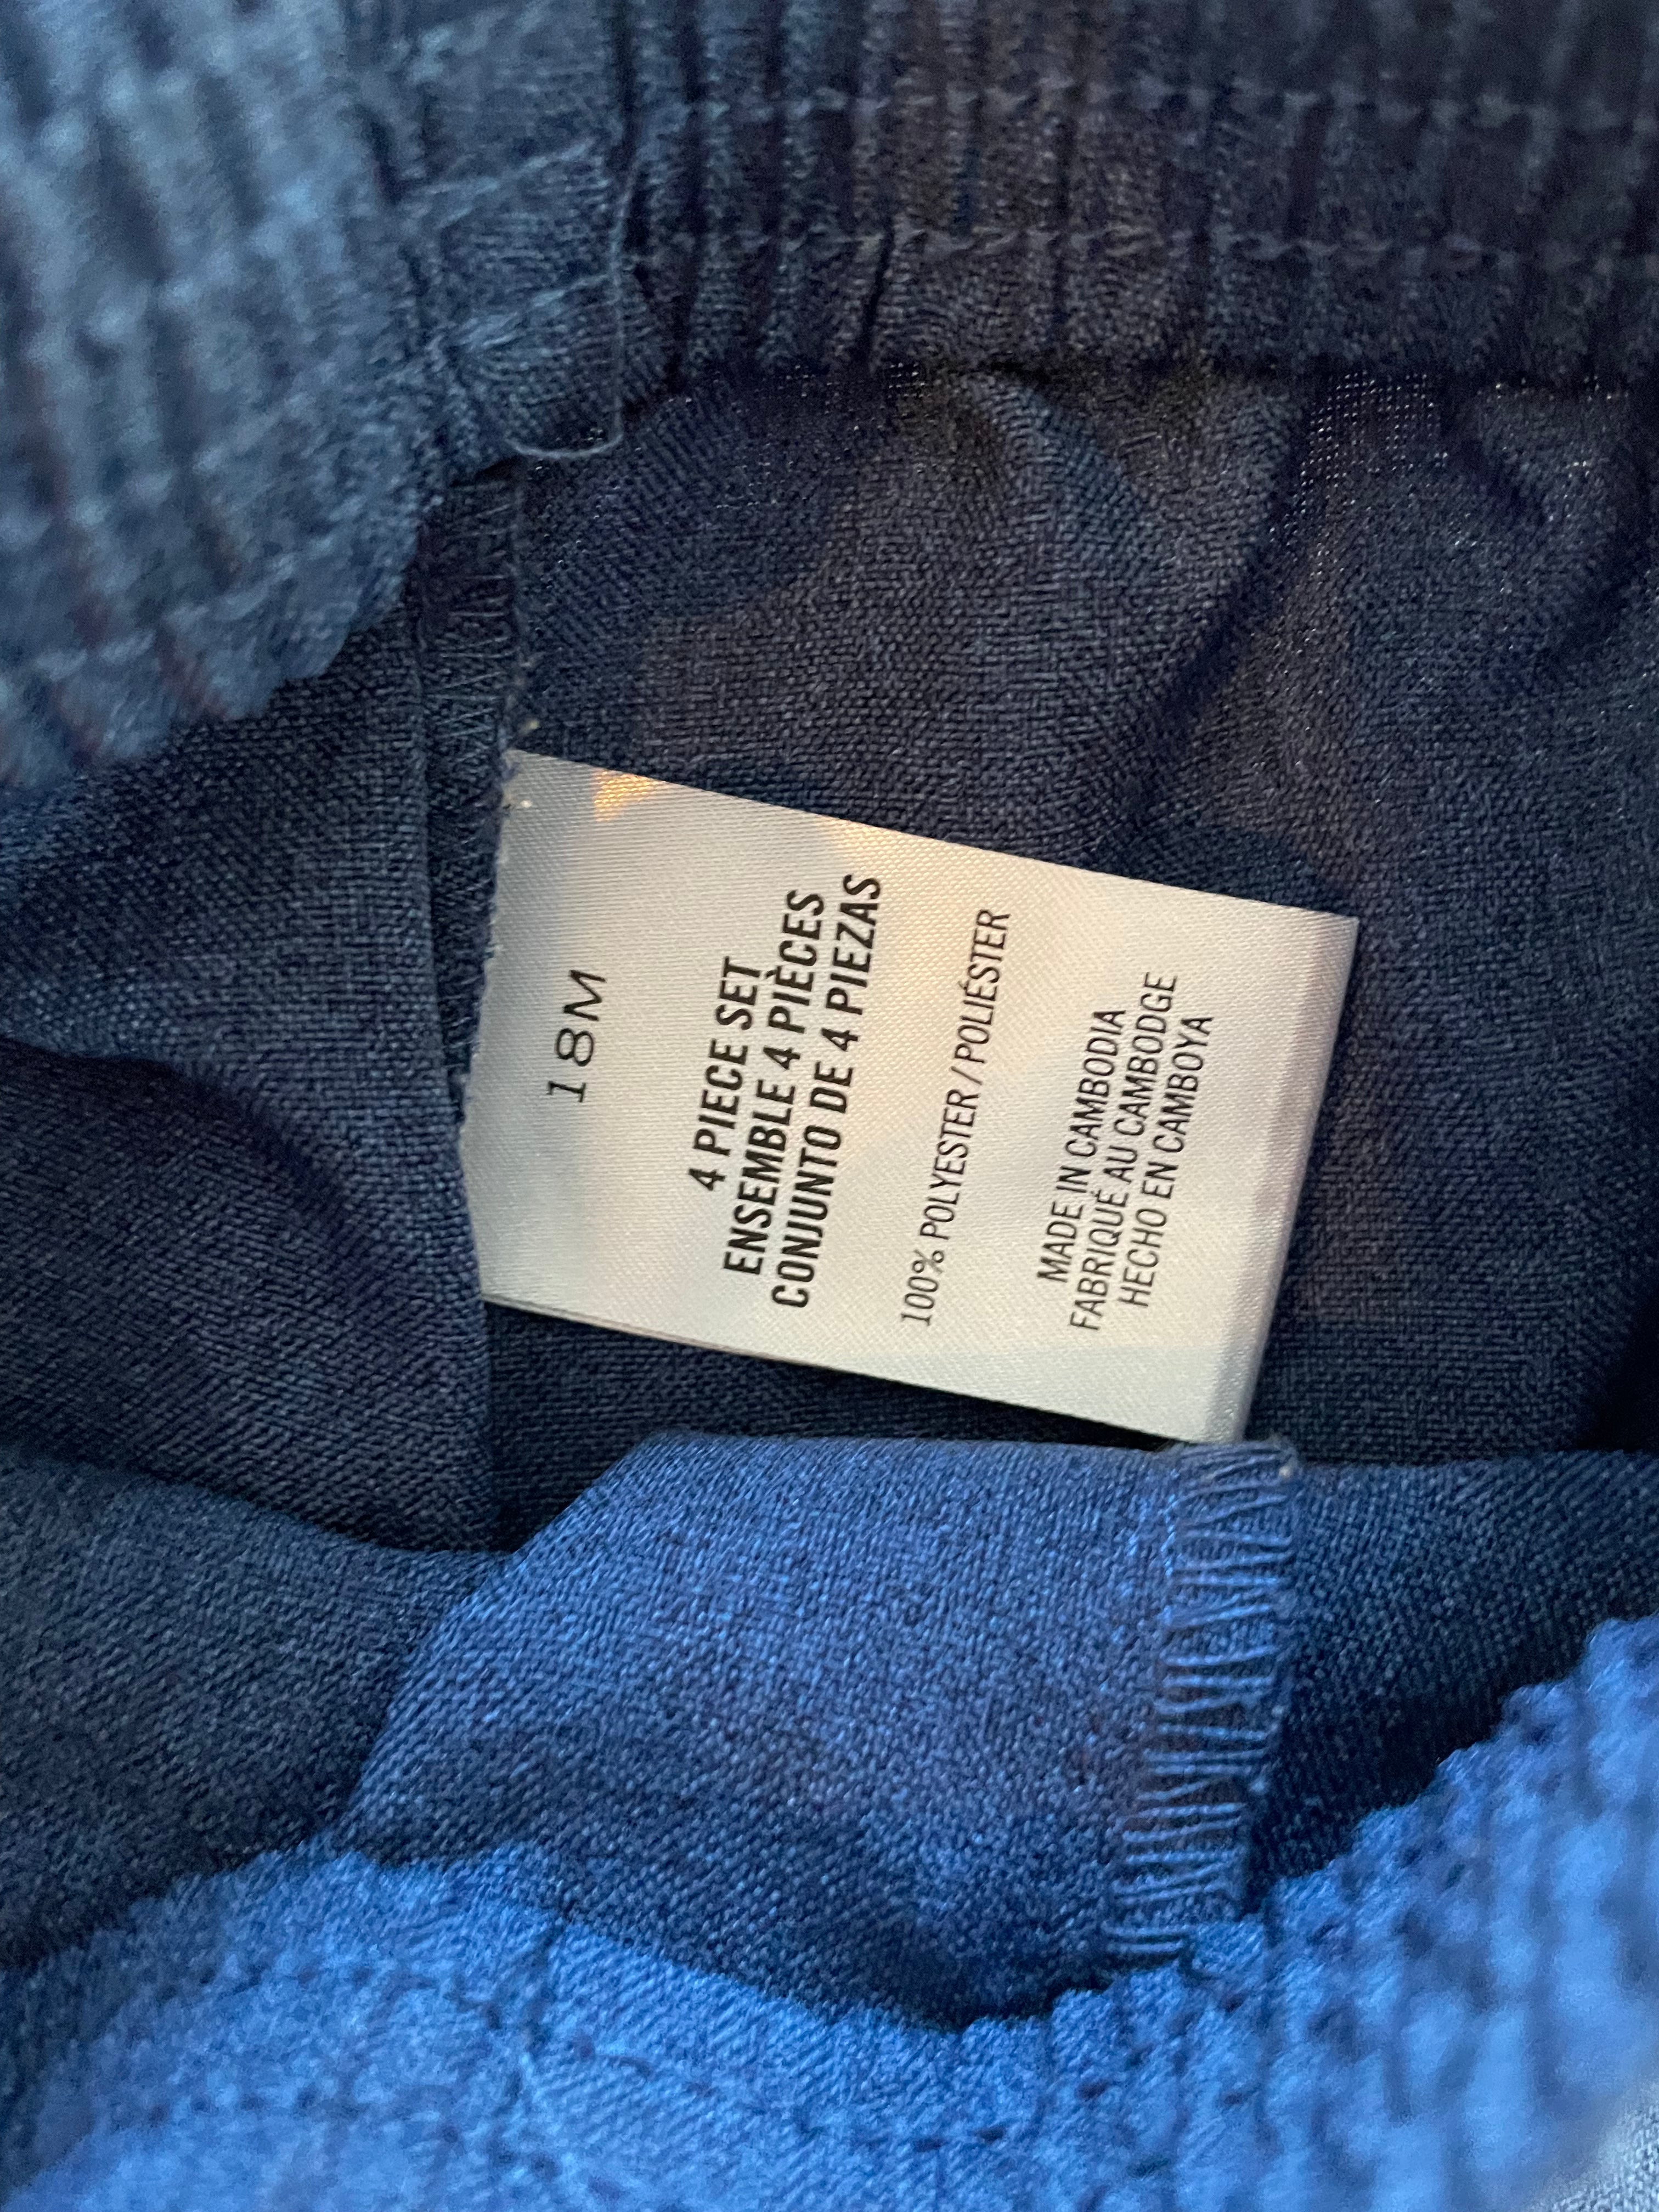 18M
4 PIECE SET
ENSEMBLE 4 PIÈCES
CONJUNTO DE 4 PIEZAS
100% POLYESTER / POLIÉSTER
MADE IN CAMBODIA
FABRIQUÉ AU CAMBODGE
HECHO EN CAMBOYA